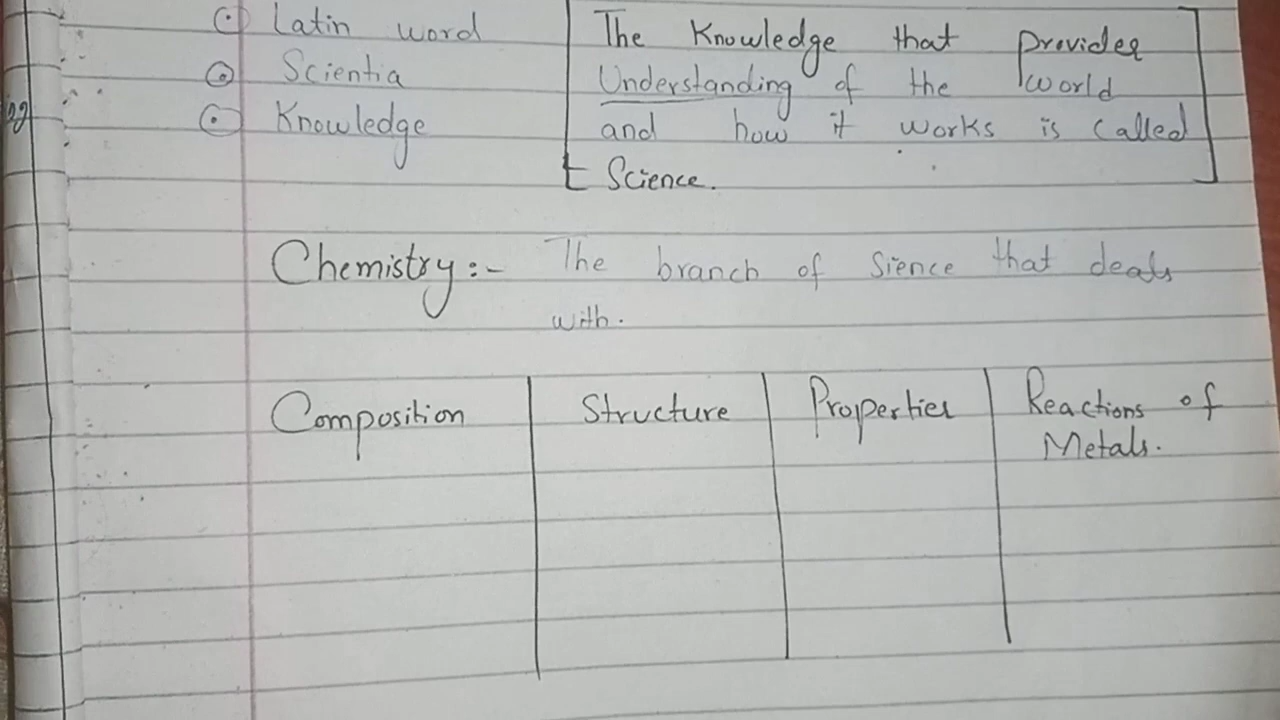 Latin word
Scientia
Knowledge
The Knowledge that provides
Understanding of the world
and how it works is called
Science.
Chemistry:- The branch of Sience that deals
with.
Composition
Structure
Properties
Reactions of
Metals.